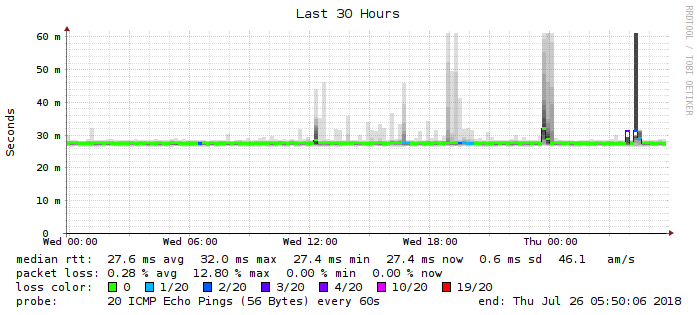 Last 30 Hours
RRDTOOL / TOBI OETIKER
Seconds
60 m
50 m
40 m
30 m
20 m
10 m
0
Wed 00:00 Wed 06:00 Wed 12:00 Wed 18:00 Thu 00:00
median rtt: 27.6 ms avg 32.0 ms max 27.4 ms min 27.4 ms now 0.6 ms sd 46.1 am/s
packet loss: 0.28 % avg 12.80 % max 0.00 % min 0.00 % now
loss color: 0 1/20 2/20 3/20 4/20 10/20 19/20
probe: 20 ICMP Echo Pings (56 Bytes) every 60s end: Thu Jul 26 05:50:06 2018